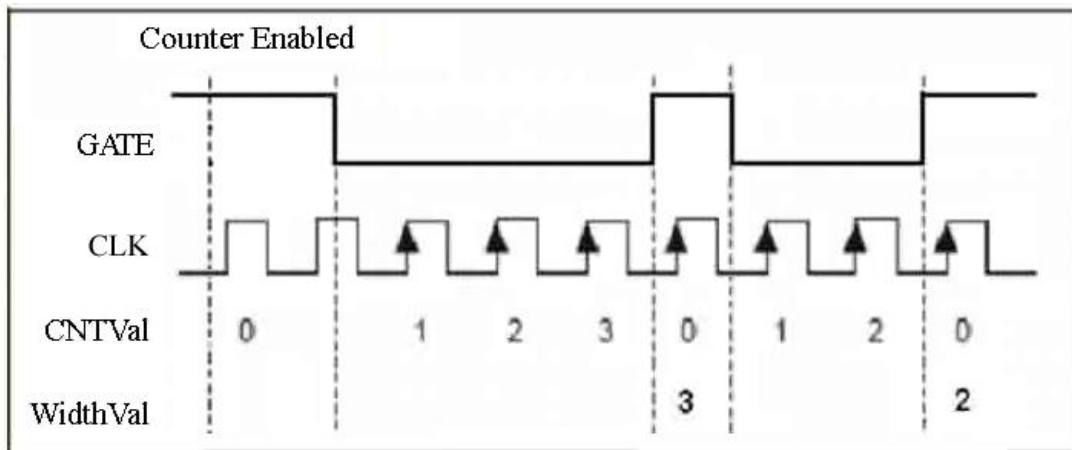 Counter Enabled
GATE
CLK
CNTVal 0 1 2 3 0 1 2 0
WidthVal 3 2